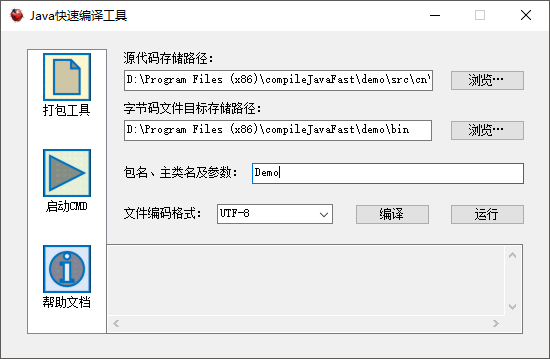 Java快速编译工具
源代码存储路径：
D:\Program Files (x86)\compileJavaFast\demo\src\cn\
浏览…
打包工具
字节码文件目标存储路径：
D:\Program Files (x86)\compileJavaFast\demo\bin
浏览…
包名、主类名及参数：
Demo
启动CMD
文件编码格式：
UTF-8
编译
运行
帮助文档